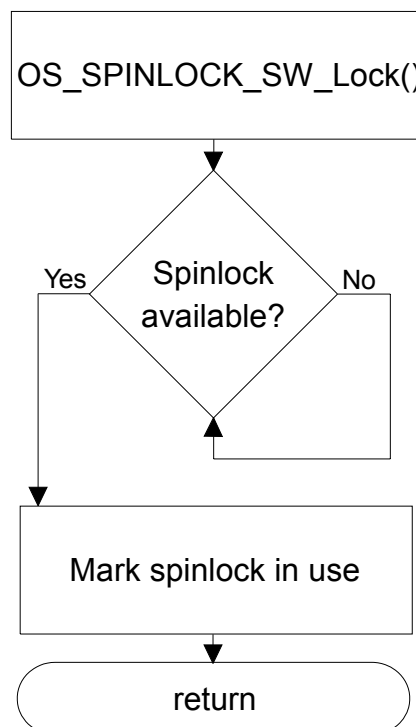 OS_SPINLOCK_SW_Lock()
Yes
Spinlock
available?
No
Mark spinlock in use
return